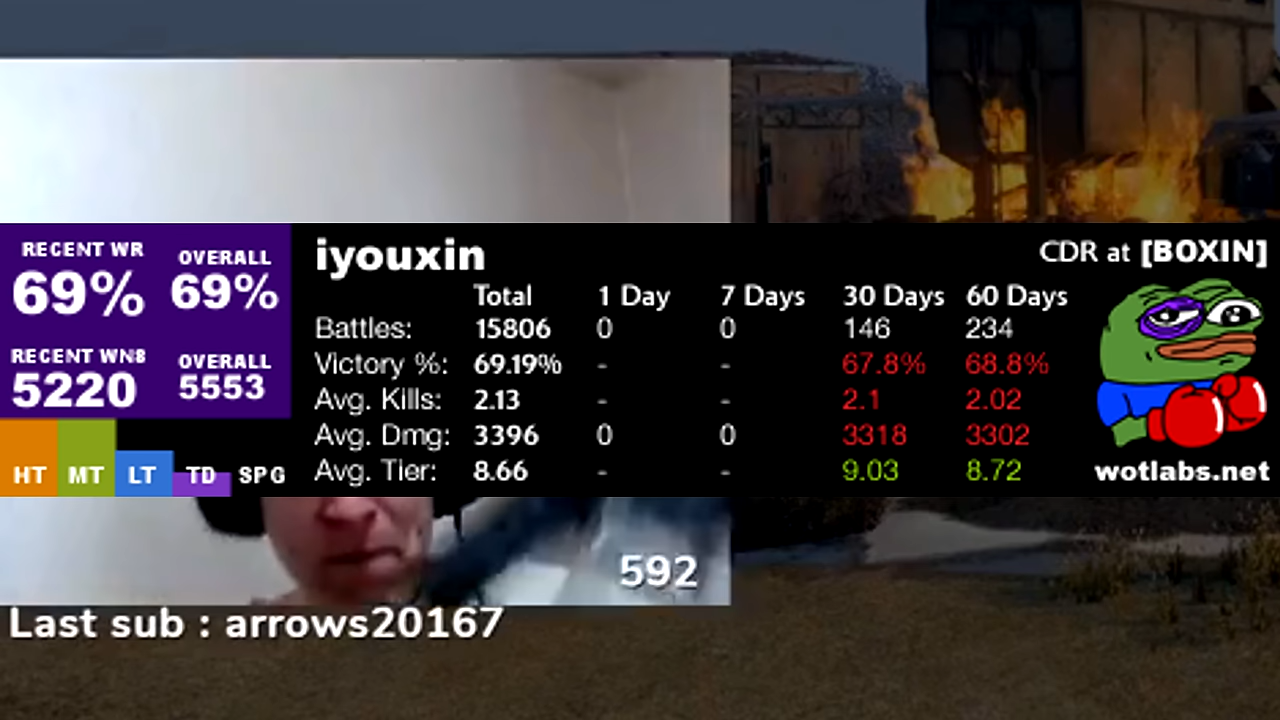 RECENT WR OVERALL
69% 69%
RECENT WN8 OVERALL
5220 5553
HT MT LT TD SPG
iyouxin
CDR at [BOXIN]
Total 1 Day 7 Days 30 Days 60 Days
Battles: 15806 0 0 146 234
Victory %: 69.19% - - 67.8% 68.8%
Avg. Kills: 2.13 - - 2.1 2.02
Avg. Dmg: 3396 0 0 3318 3302
Avg. Tier: 8.66 - - 9.03 8.72
wotlabs.net
592
Last sub : arrows20167